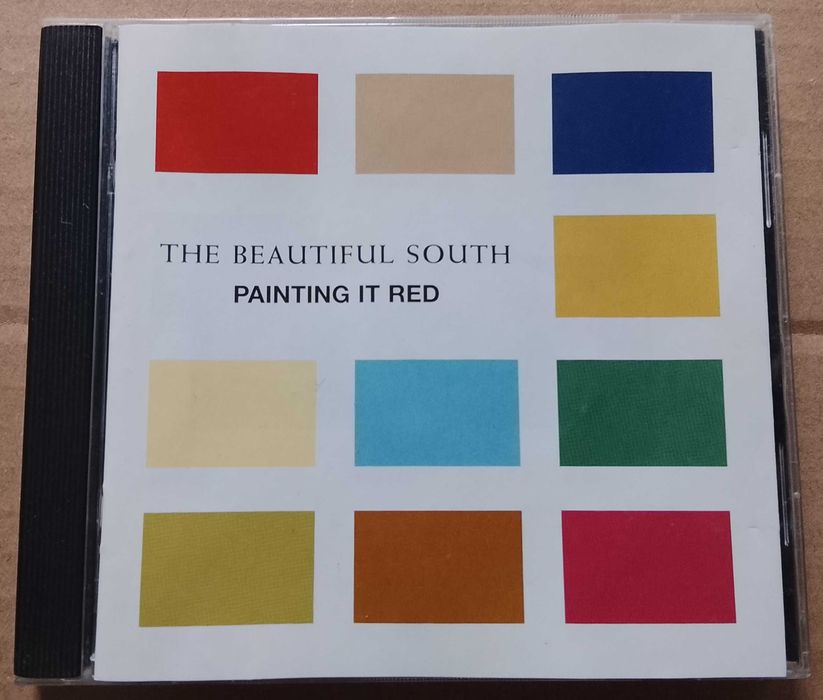 THE BEAUTIFUL SOUTH
PAINTING IT RED